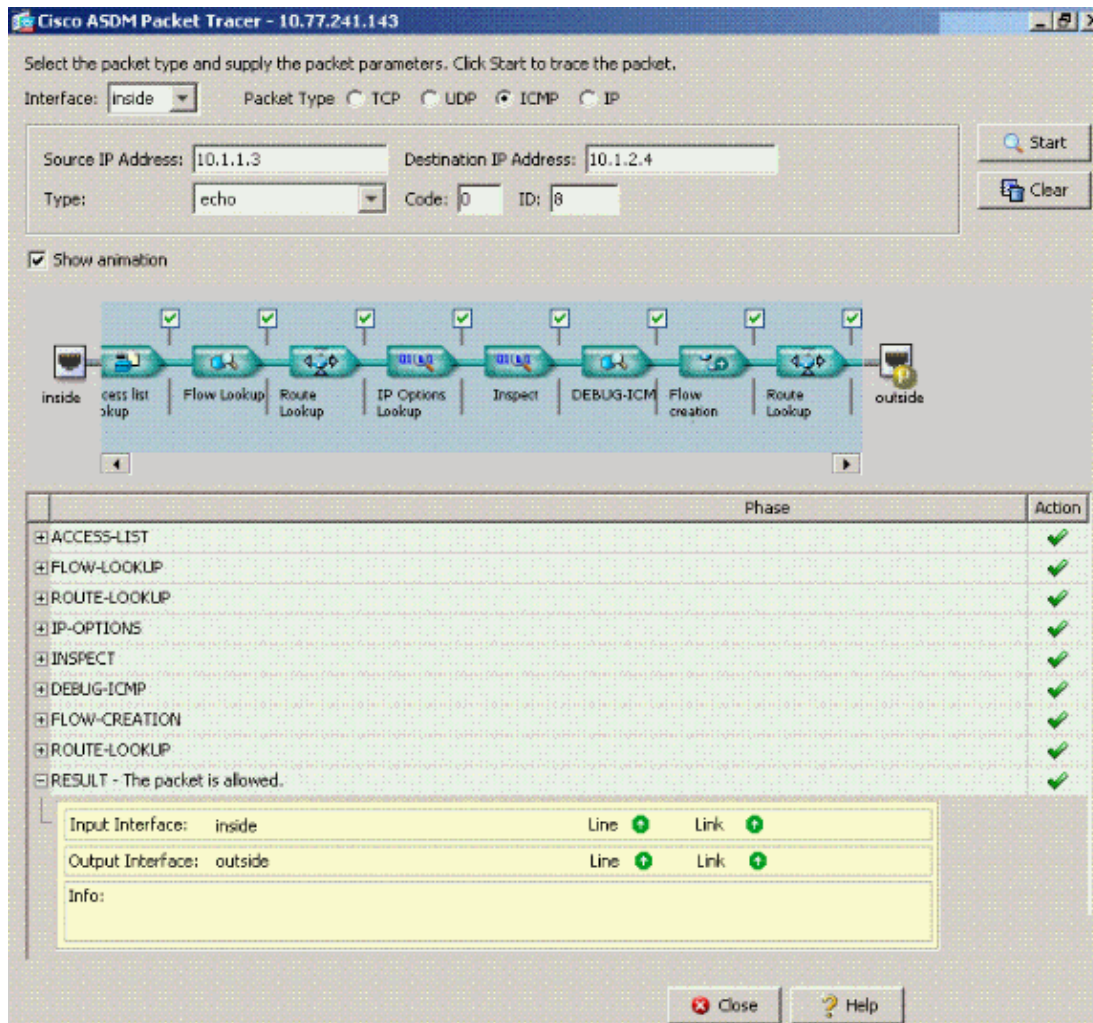 Cisco ASDM Packet Tracer - 10.77.241.143
Select the packet type and supply the packet parameters. Click Start to trace the packet.
Interface: inside Packet Type TCP UDP ICMP IP
Source IP Address: 10.1.1.3 Destination IP Address: 10.1.2.4
Start
Type: echo Code: 0 ID: 8
Clear
Show animation
inside
cess list
okup
Flow Lookup
Route
Lookup
IP Options
Lookup
Inspect
DEBUG-ICM
Flow
creation
Route
Lookup
outside
Phase Action
ACCESS-LIST
FLOW-LOOKUP
ROUTE-LOOKUP
IP-OPTIONS
INSPECT
DEBUG-ICMP
FLOW-CREATION
ROUTE-LOOKUP
RESULT - The packet is allowed.
Input Interface: inside Line Link
Output Interface: outside Line Link
Info:
Close Help